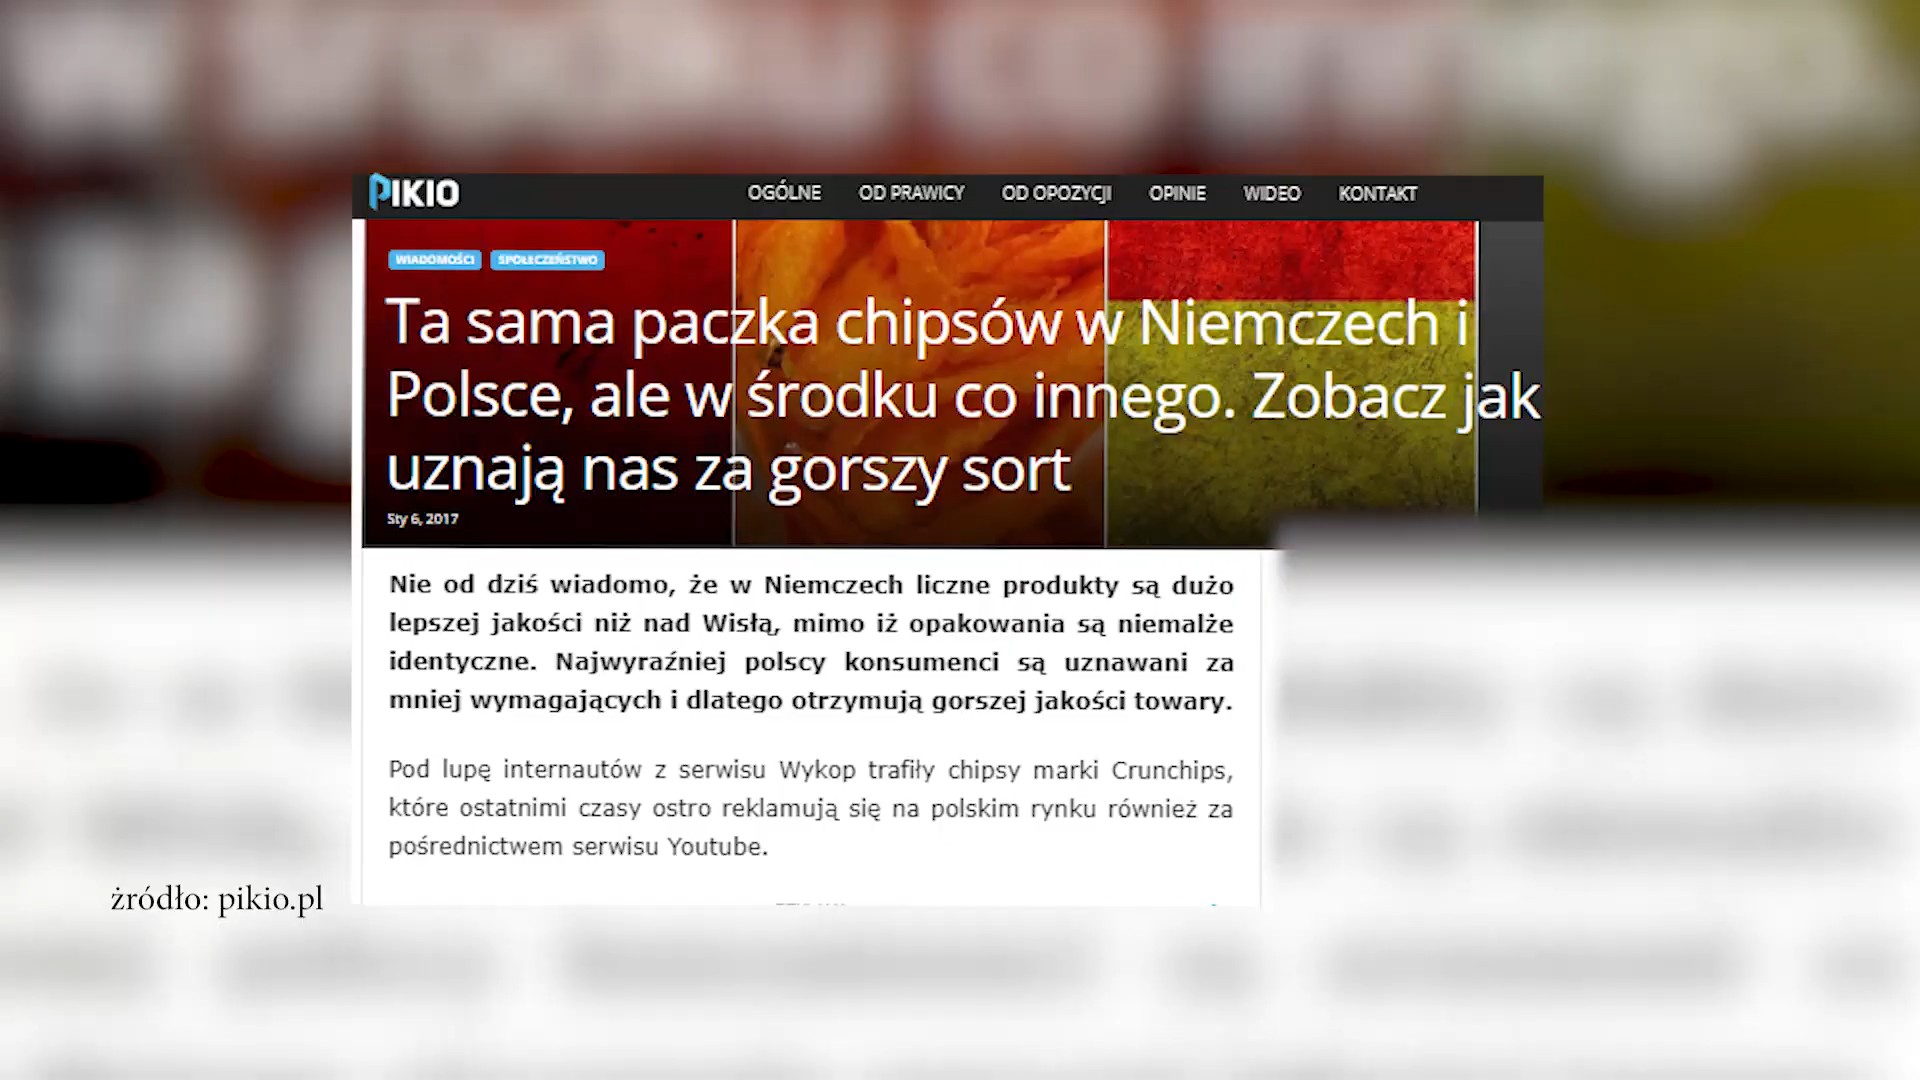 PIKIO
OGÓLNE OD PRAWICY OD OPOZYCJI OPINIE WIDEO KONTAKT
WIADOMOŚCI SPOŁECZEŃSTWO
Ta sama paczka chipsów w Niemczech i
Polsce, ale w środku co innego. Zobacz jak
uznają nas za gorszy sort
Sty 6, 2017
Nie od dziś wiadomo, że w Niemczech liczne produkty są dużo
lepszej jakości niż nad Wisłą, mimo iż opakowania są niemalże
identyczne. Najwyraźniej polscy konsumenci są uznawani za
mniej wymagających i dlatego otrzymują gorszej jakości towary.
Pod lupę internautów z serwisu Wykop trafiły chipsy marki Crunchips,
które ostatnimi czasy ostro reklamują się na polskim rynku również za
pośrednictwem serwisu Youtube.
żródło: pikio.pl